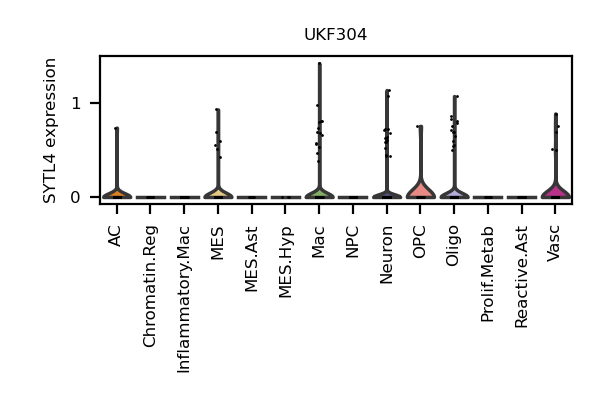 UKF304
SYTL4 expression
1
0
AC
Chromatin.Reg
Inflammatory.Mac
MES
MES.Ast
MES.Hyp
Mac
NPC
Neuron
OPC
Oligo
Prolif.Metab
Reactive.Ast
Vasc